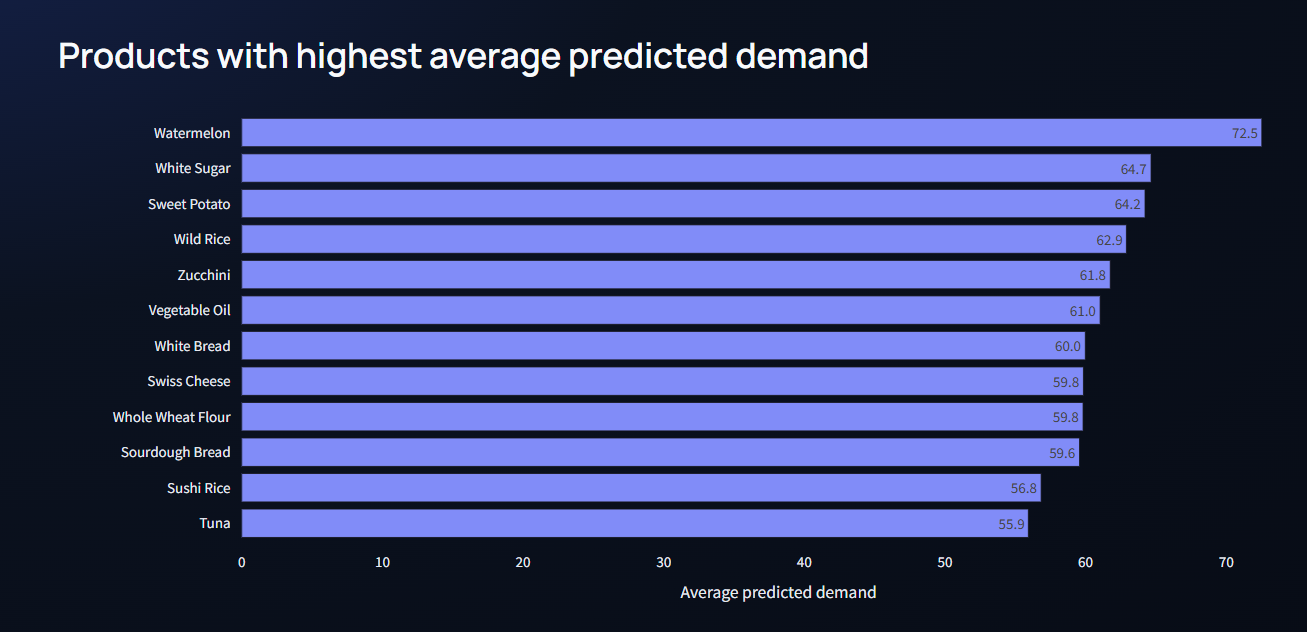 Products with highest average predicted demand
Watermelon 72.5
White Sugar 64.7
Sweet Potato 64.2
Wild Rice 62.9
Zucchini 61.8
Vegetable Oil 61.0
White Bread 60.0
Swiss Cheese 59.8
Whole Wheat Flour 59.8
Sourdough Bread 59.6
Sushi Rice 56.8
Tuna 55.9
0 10 20 30 40 50 60 70
Average predicted demand